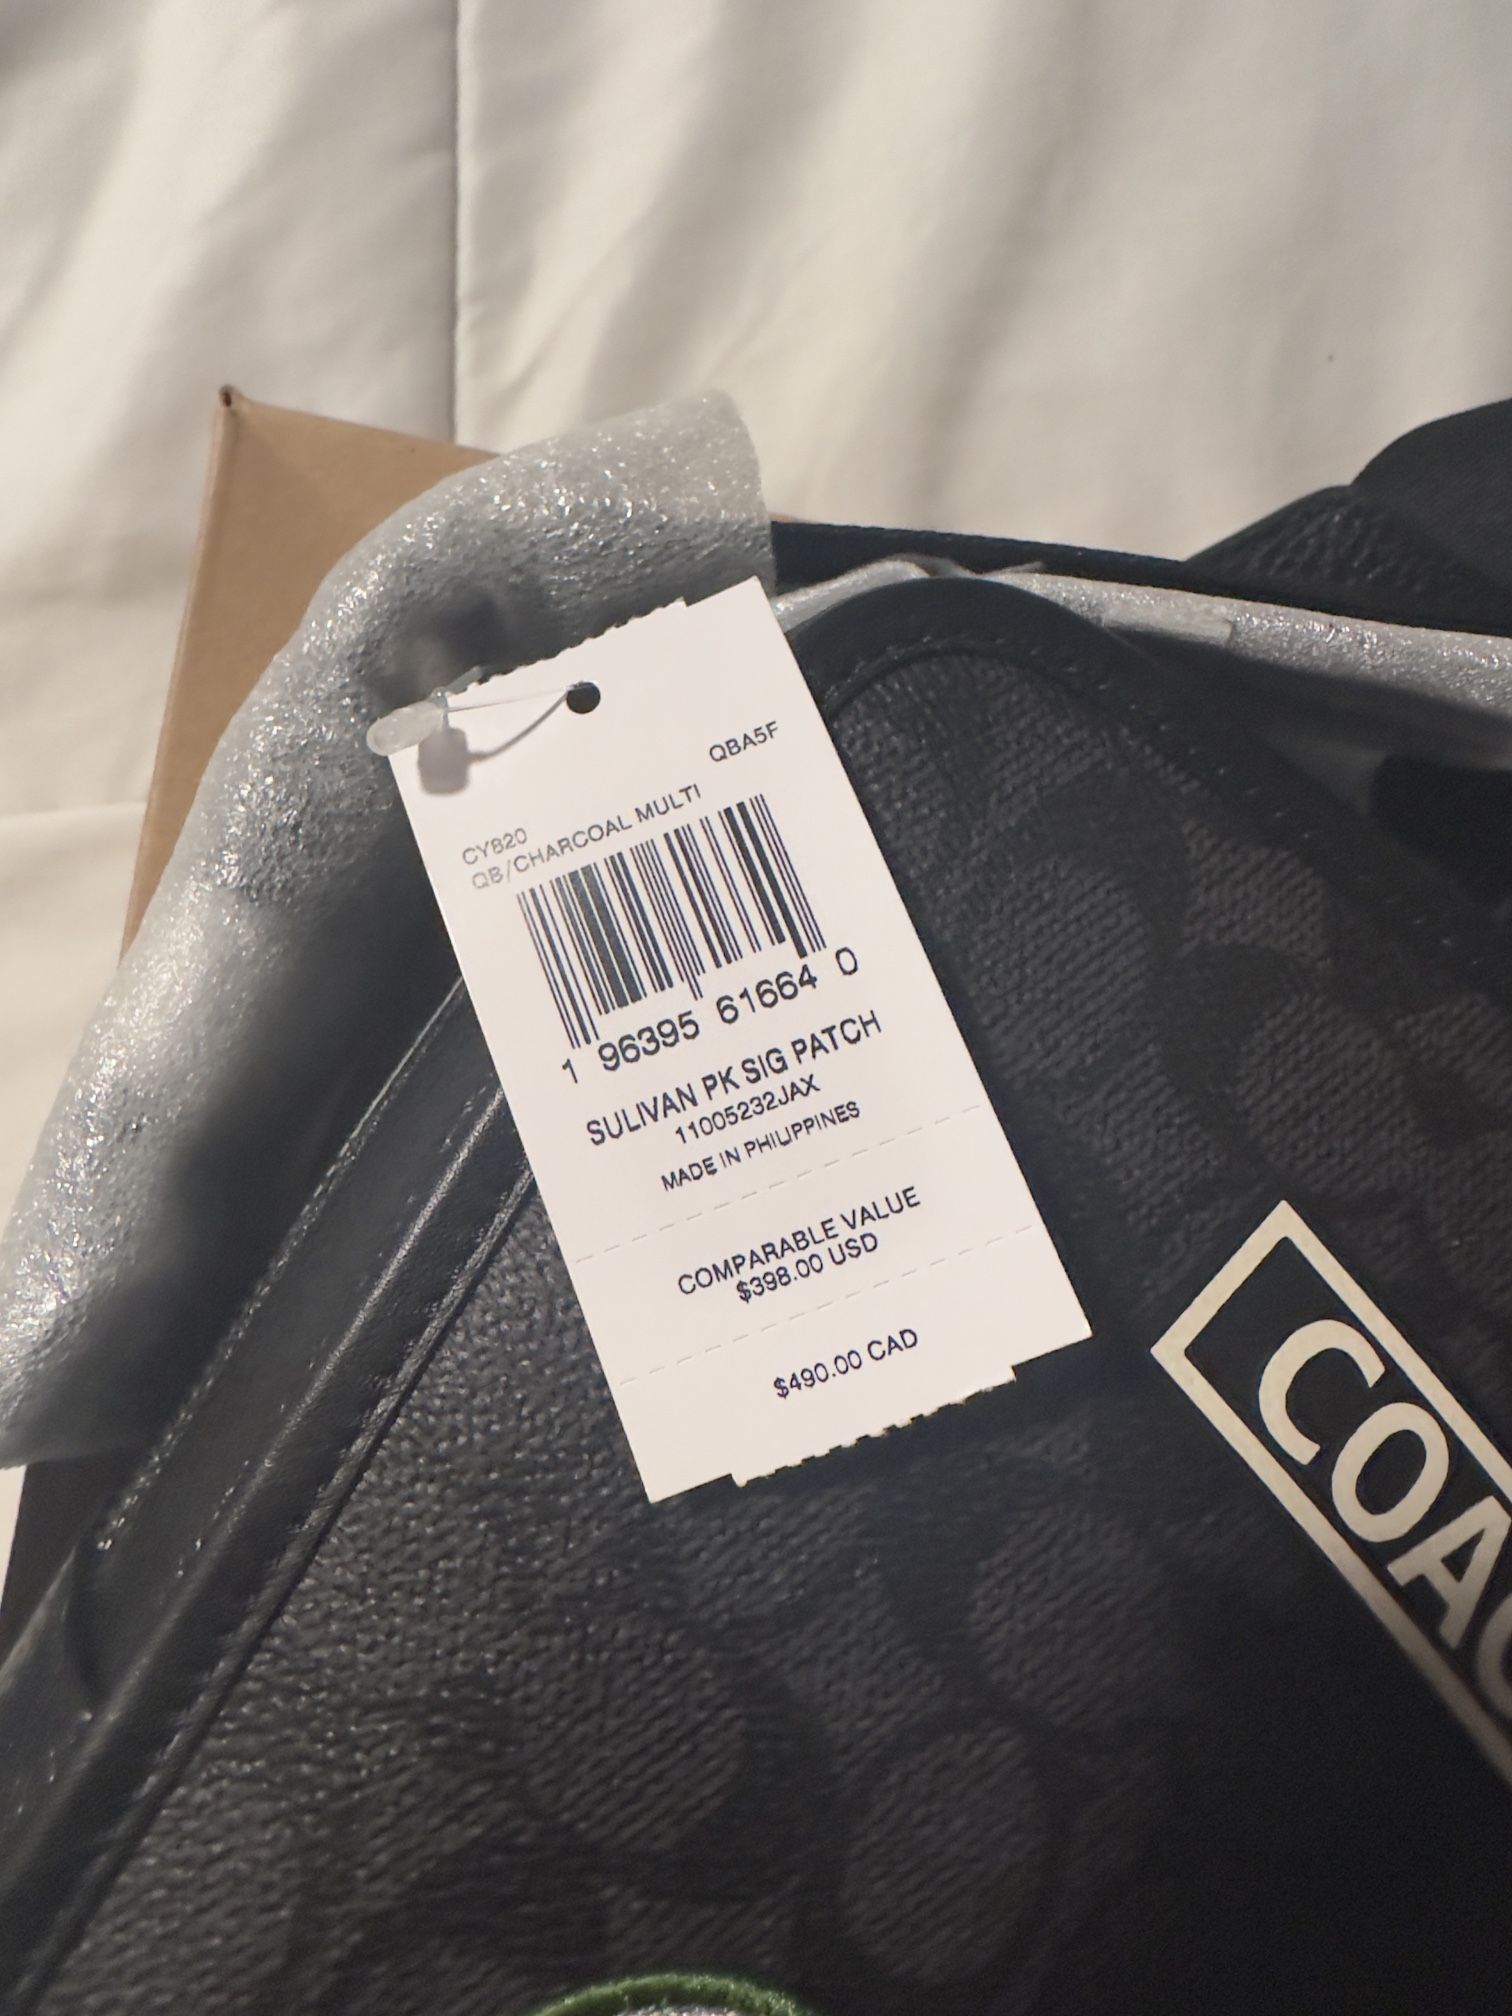 QBA5F
CY820
QB/CHARCOAL MULTI
1 96395 61664 0
SULIVAN PK SIG PATCH
11005232JAX
MADE IN PHILIPPINES
COMPARABLE VALUE
$398.00 USD
$490.00 CAD
COAC